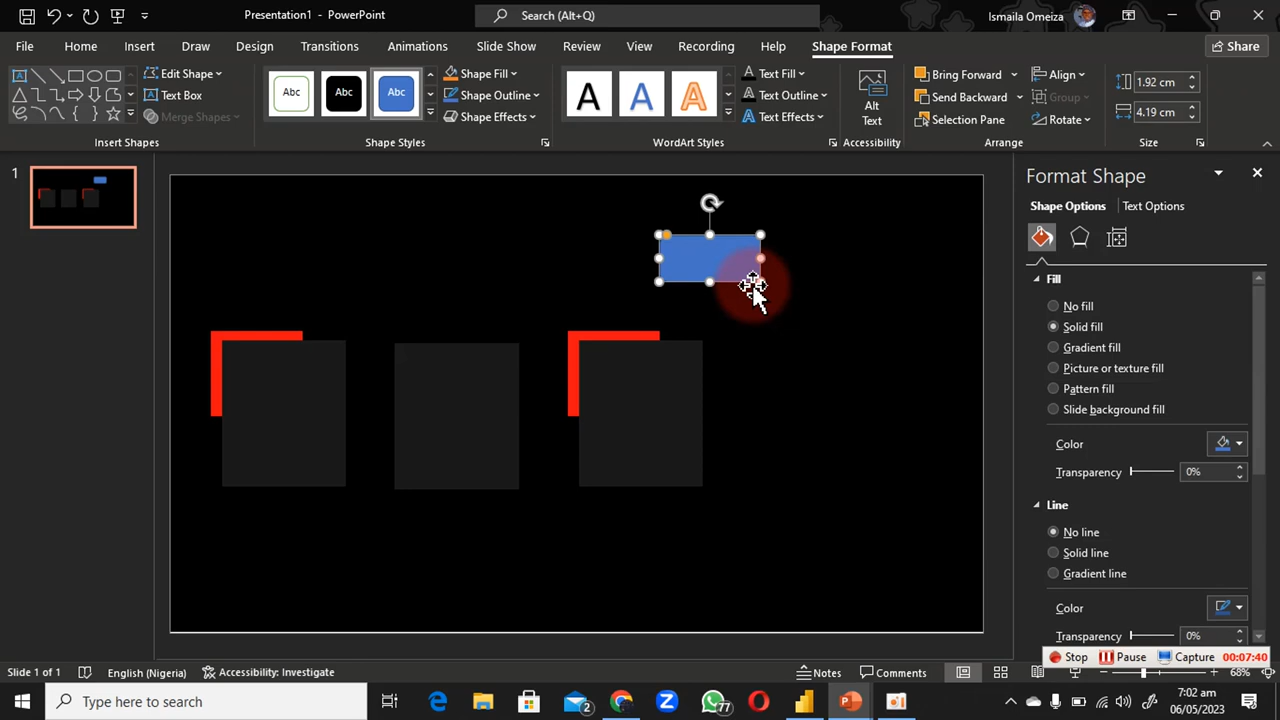 Presentation1 - PowerPoint
Search (Alt+Q)
Ismaila Omeiza
File Home Insert Draw Design Transitions Animations Slide Show Review View Recording Help Shape Format
Share
Edit Shape
Text Box
Merge Shapes
Insert Shapes
Abc Abc Abc
Shape Fill
Shape Outline
Shape Effects
Shape Styles
A A A
Text Fill
Text Outline
Text Effects
WordArt Styles
Alt
Text
Accessibility
Bring Forward
Send Backward
Selection Pane
Align
Group
Rotate
Arrange
1.92 cm
4.19 cm
Size
1
Format Shape
Shape Options Text Options
Fill
No fill
Solid fill
Gradient fill
Picture or texture fill
Pattern fill
Slide background fill
Color
Transparency 0%
Line
No line
Solid line
Gradient line
Color
Transparency 0%
Stop Pause Capture 00:07:40
Slide 1 of 1 English (Nigeria) Accessibility: Investigate Notes Comments 68%
Type here to search
2
77
7:02 am
06/05/2023